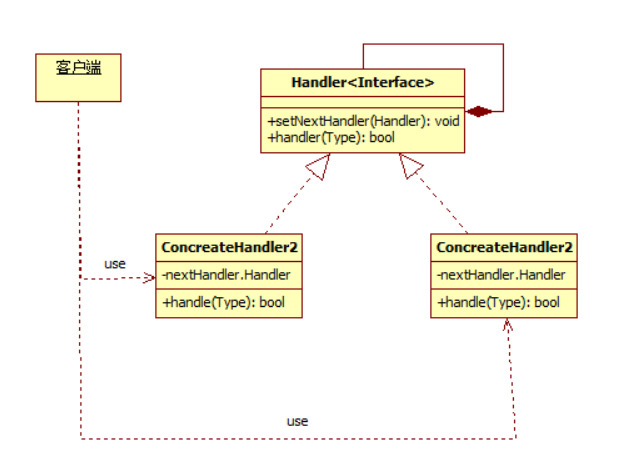 客户端
Handler<Interface>
+setNextHandler(Handler): void
+handler(Type): bool
ConcreateHandler2
-nextHandler.Handler
+handle(Type): bool
ConcreateHandler2
-nextHandler.Handler
+handle(Type): bool
use
use